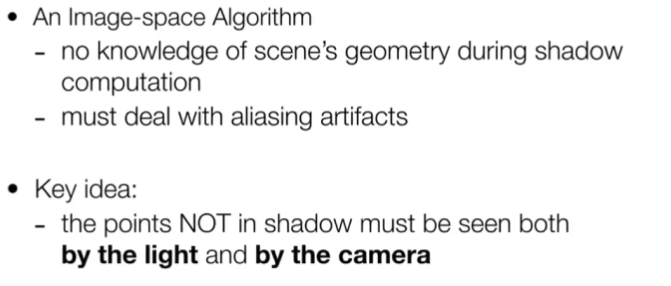 • An Image-space Algorithm
- no knowledge of scene's geometry during shadow
computation
- must deal with aliasing artifacts
• Key idea:
- the points NOT in shadow must be seen both
by the light and by the camera